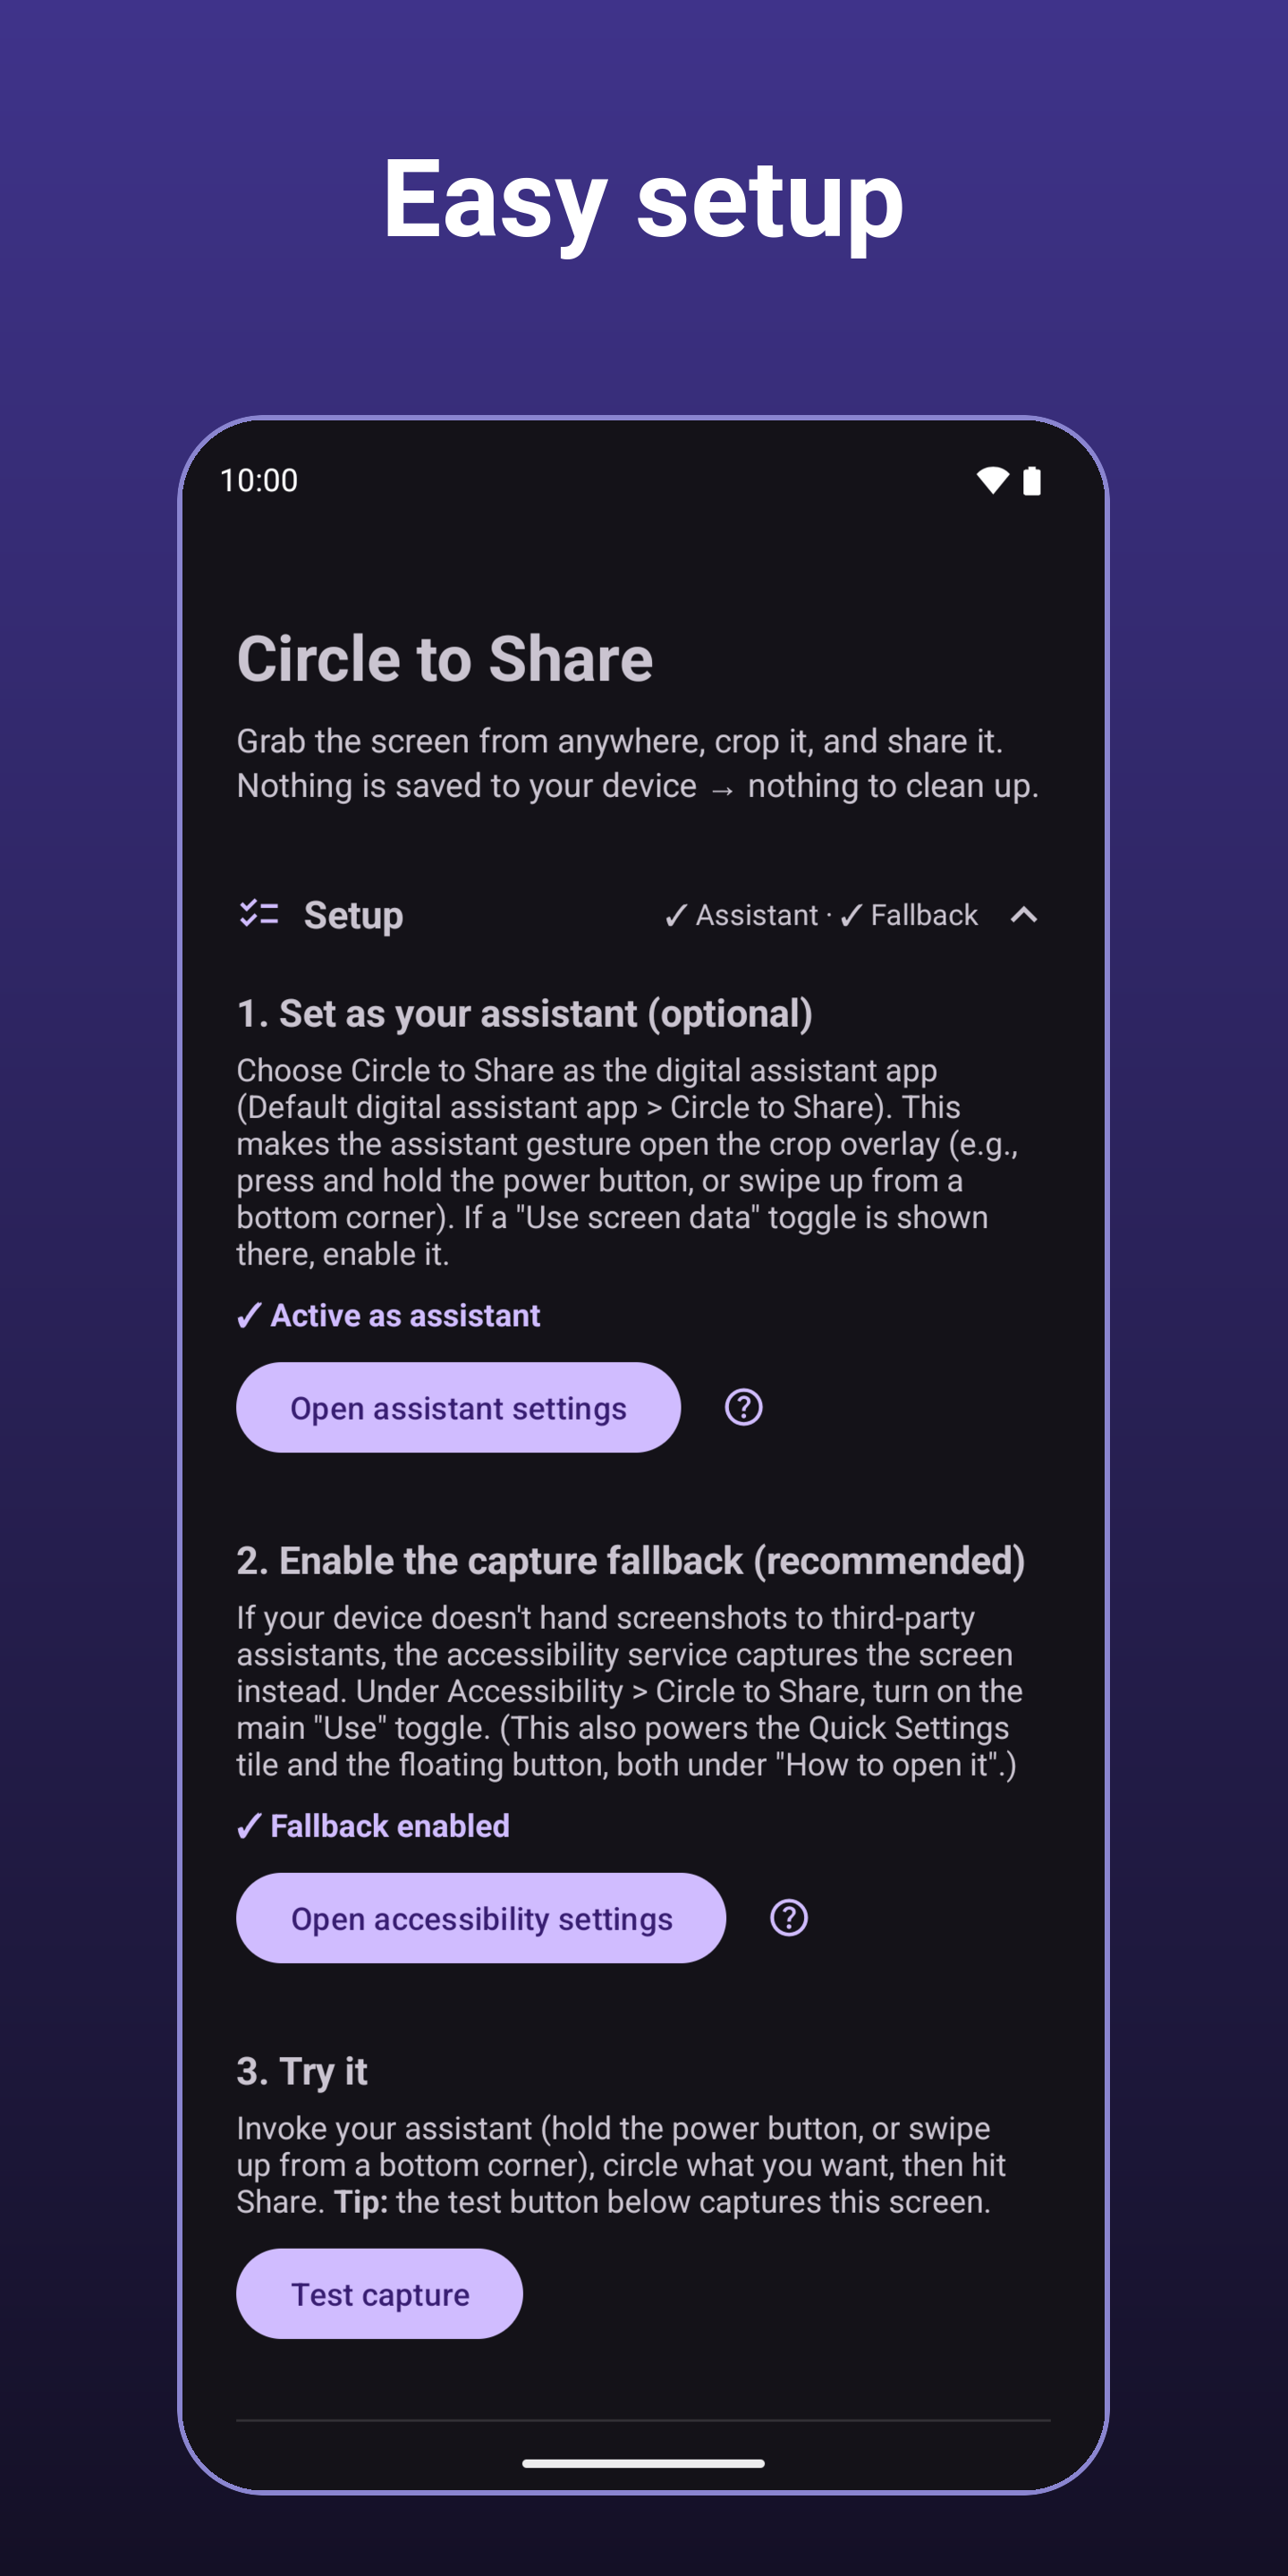 Easy setup
10:00
Circle to Share
Grab the screen from anywhere, crop it, and share it.
Nothing is saved to your device → nothing to clean up.
Setup
✓ Assistant · ✓ Fallback
1. Set as your assistant (optional)
Choose Circle to Share as the digital assistant app
(Default digital assistant app > Circle to Share). This
makes the assistant gesture open the crop overlay (e.g.,
press and hold the power button, or swipe up from a
bottom corner). If a "Use screen data" toggle is shown
there, enable it.
✓ Active as assistant
Open assistant settings
2. Enable the capture fallback (recommended)
If your device doesn't hand screenshots to third-party
assistants, the accessibility service captures the screen
instead. Under Accessibility > Circle to Share, turn on the
main "Use" toggle. (This also powers the Quick Settings
tile and the floating button, both under "How to open it".)
✓ Fallback enabled
Open accessibility settings
3. Try it
Invoke your assistant (hold the power button, or swipe
up from a bottom corner), circle what you want, then hit
Share. Tip: the test button below captures this screen.
Test capture